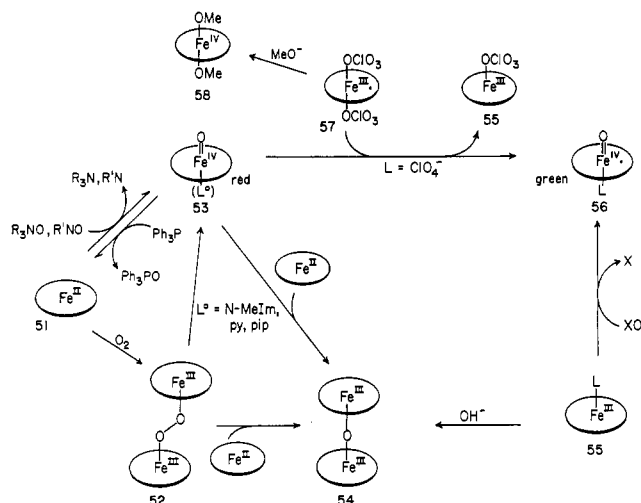 OMe
Fe IV
OMe
58
MeO⁻
OClO₃
Fe III •
OClO₃
57
OClO₃
Fe III
55
O
Fe IV
(L°)
53
red
L = ClO₄⁻
green
O
Fe IV •
L
56
R₃N, R'N
R₃NO, R'NO
Ph₃P
Ph₃PO
Fe II
51
O₂
L° = N-MeIm,
py, pip
Fe II
X
XO
Fe III
O
O
Fe III
52
Fe II
Fe III
O
Fe III
54
OH⁻
L
Fe III
55